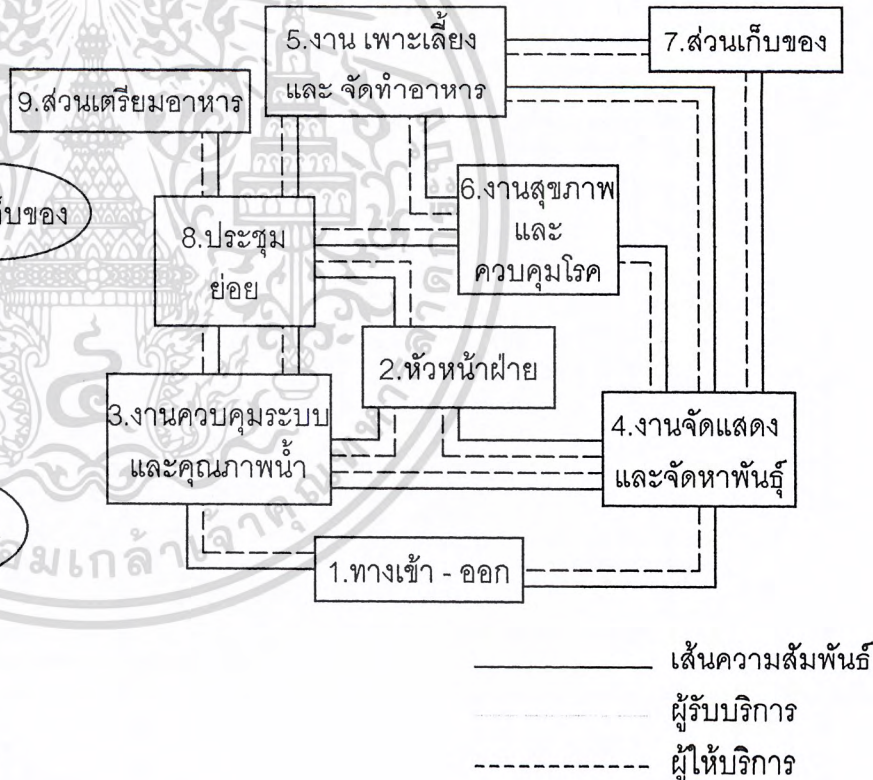 5.งาน เพาะเลี้ยง
และ จัดทำอาหาร
7.ส่วนเก็บของ
9.ส่วนเตรียมอาหาร
6.งานสุขภาพ
และ
ควบคุมโรค
8.ประชุม
ย่อย
2.หัวหน้าฝ่าย
3.งานควบคุมระบบ
และคุณภาพน้ำ
4.งานจัดแสดง
และจัดหาพันธุ์
1.ทางเข้า - ออก
เส้นความสัมพันธ์
ผู้รับบริการ
ผู้ให้บริการ